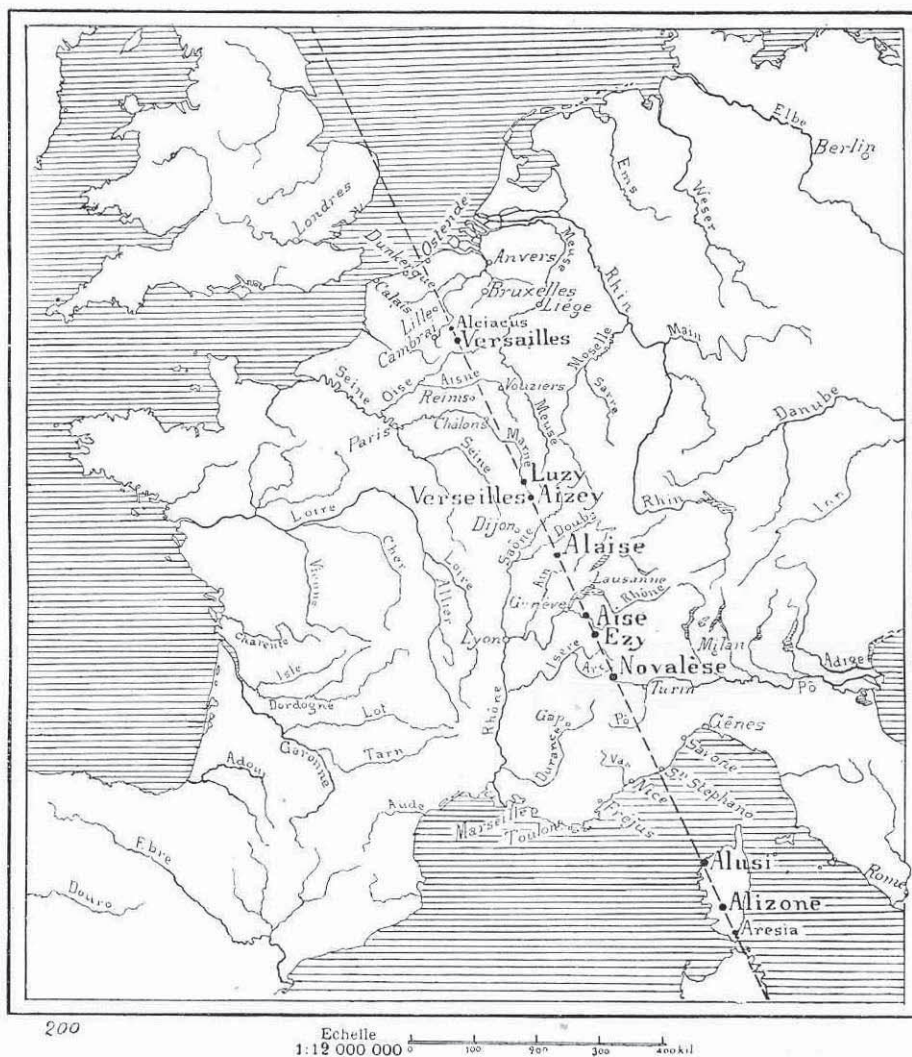 Elbe
Berlin
Ems
Weser
Londres
Ostende
Dunkerque
Calais
Anvers
Meuse
Bruxelles
Liége
Rhin
Lille
Cambrai
Alciacus
Versailles
Main
Moselle
Sarre
Seine
Oise
Aisne
Reims
Vouziers
Meuse
Paris
Châlons
Marne
Seine
Danube
Luzy
Verseilles
Aizey
Rhin
Inn
Loire
Dijon
Saône
Doubs
Alaise
Vienne
Cher
Allier
Loire
Ain
Lausanne
Genève
Rhône
Aise
Ezy
Charente
Lyon
Isère
Arc
Milan
Adige
Novalèse
Isle
Turin
Pô
Dordogne
Lot
Rhône
Gap
Pô
Gênes
Durance
Garonne
Tarn
Savone
Adour
Var
Sn Stephano
Nice
Aude
Marseille
Fréjus
Toulon
Ebre
Douro
Alusi
Rome
Alizone
Aresia
200
Echelle
1:12 000 000
0 100 200 300 400 kil